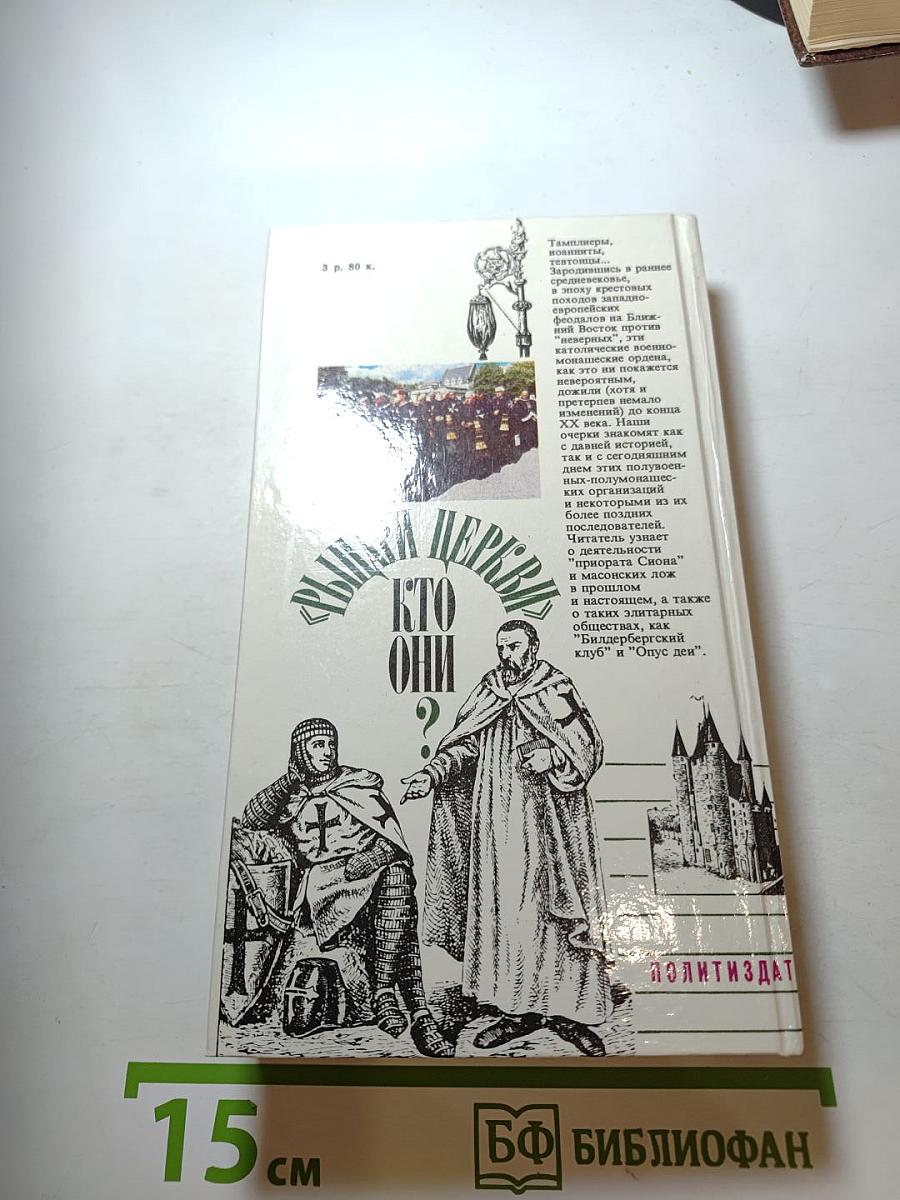 3 р. 80 к.
Тамплиеры,
иоанниты,
тевтонцы...
Зародившись в раннее
средневековье,
в эпоху крестовых
походов западно-
европейских
феодалов на Ближ-
ний Восток против
"неверных", эти
католические военно-
монашеские ордена,
как это ни покажется
невероятным,
дожили (хотя и
претерпев немало
изменений) до конца
XX века. Наши
очерки знакомят как
с давней историей,
так и с сегодняшним
днем этих полувоен-
ных-полумонашес-
ких организаций
и некоторыми из их
более поздних
последователей.
Читатель узнает
о деятельности
"приората Сиона"
и масонских лож
в прошлом
и настоящем, а также
о таких элитарных
обществах, как
"Билдербергский
клуб" и "Опус деи".
ЦЕРКВИ»
КТО
ОНИ
?
ПОЛИТИЗДАТ
15 см
БФ БИБЛИОФАН